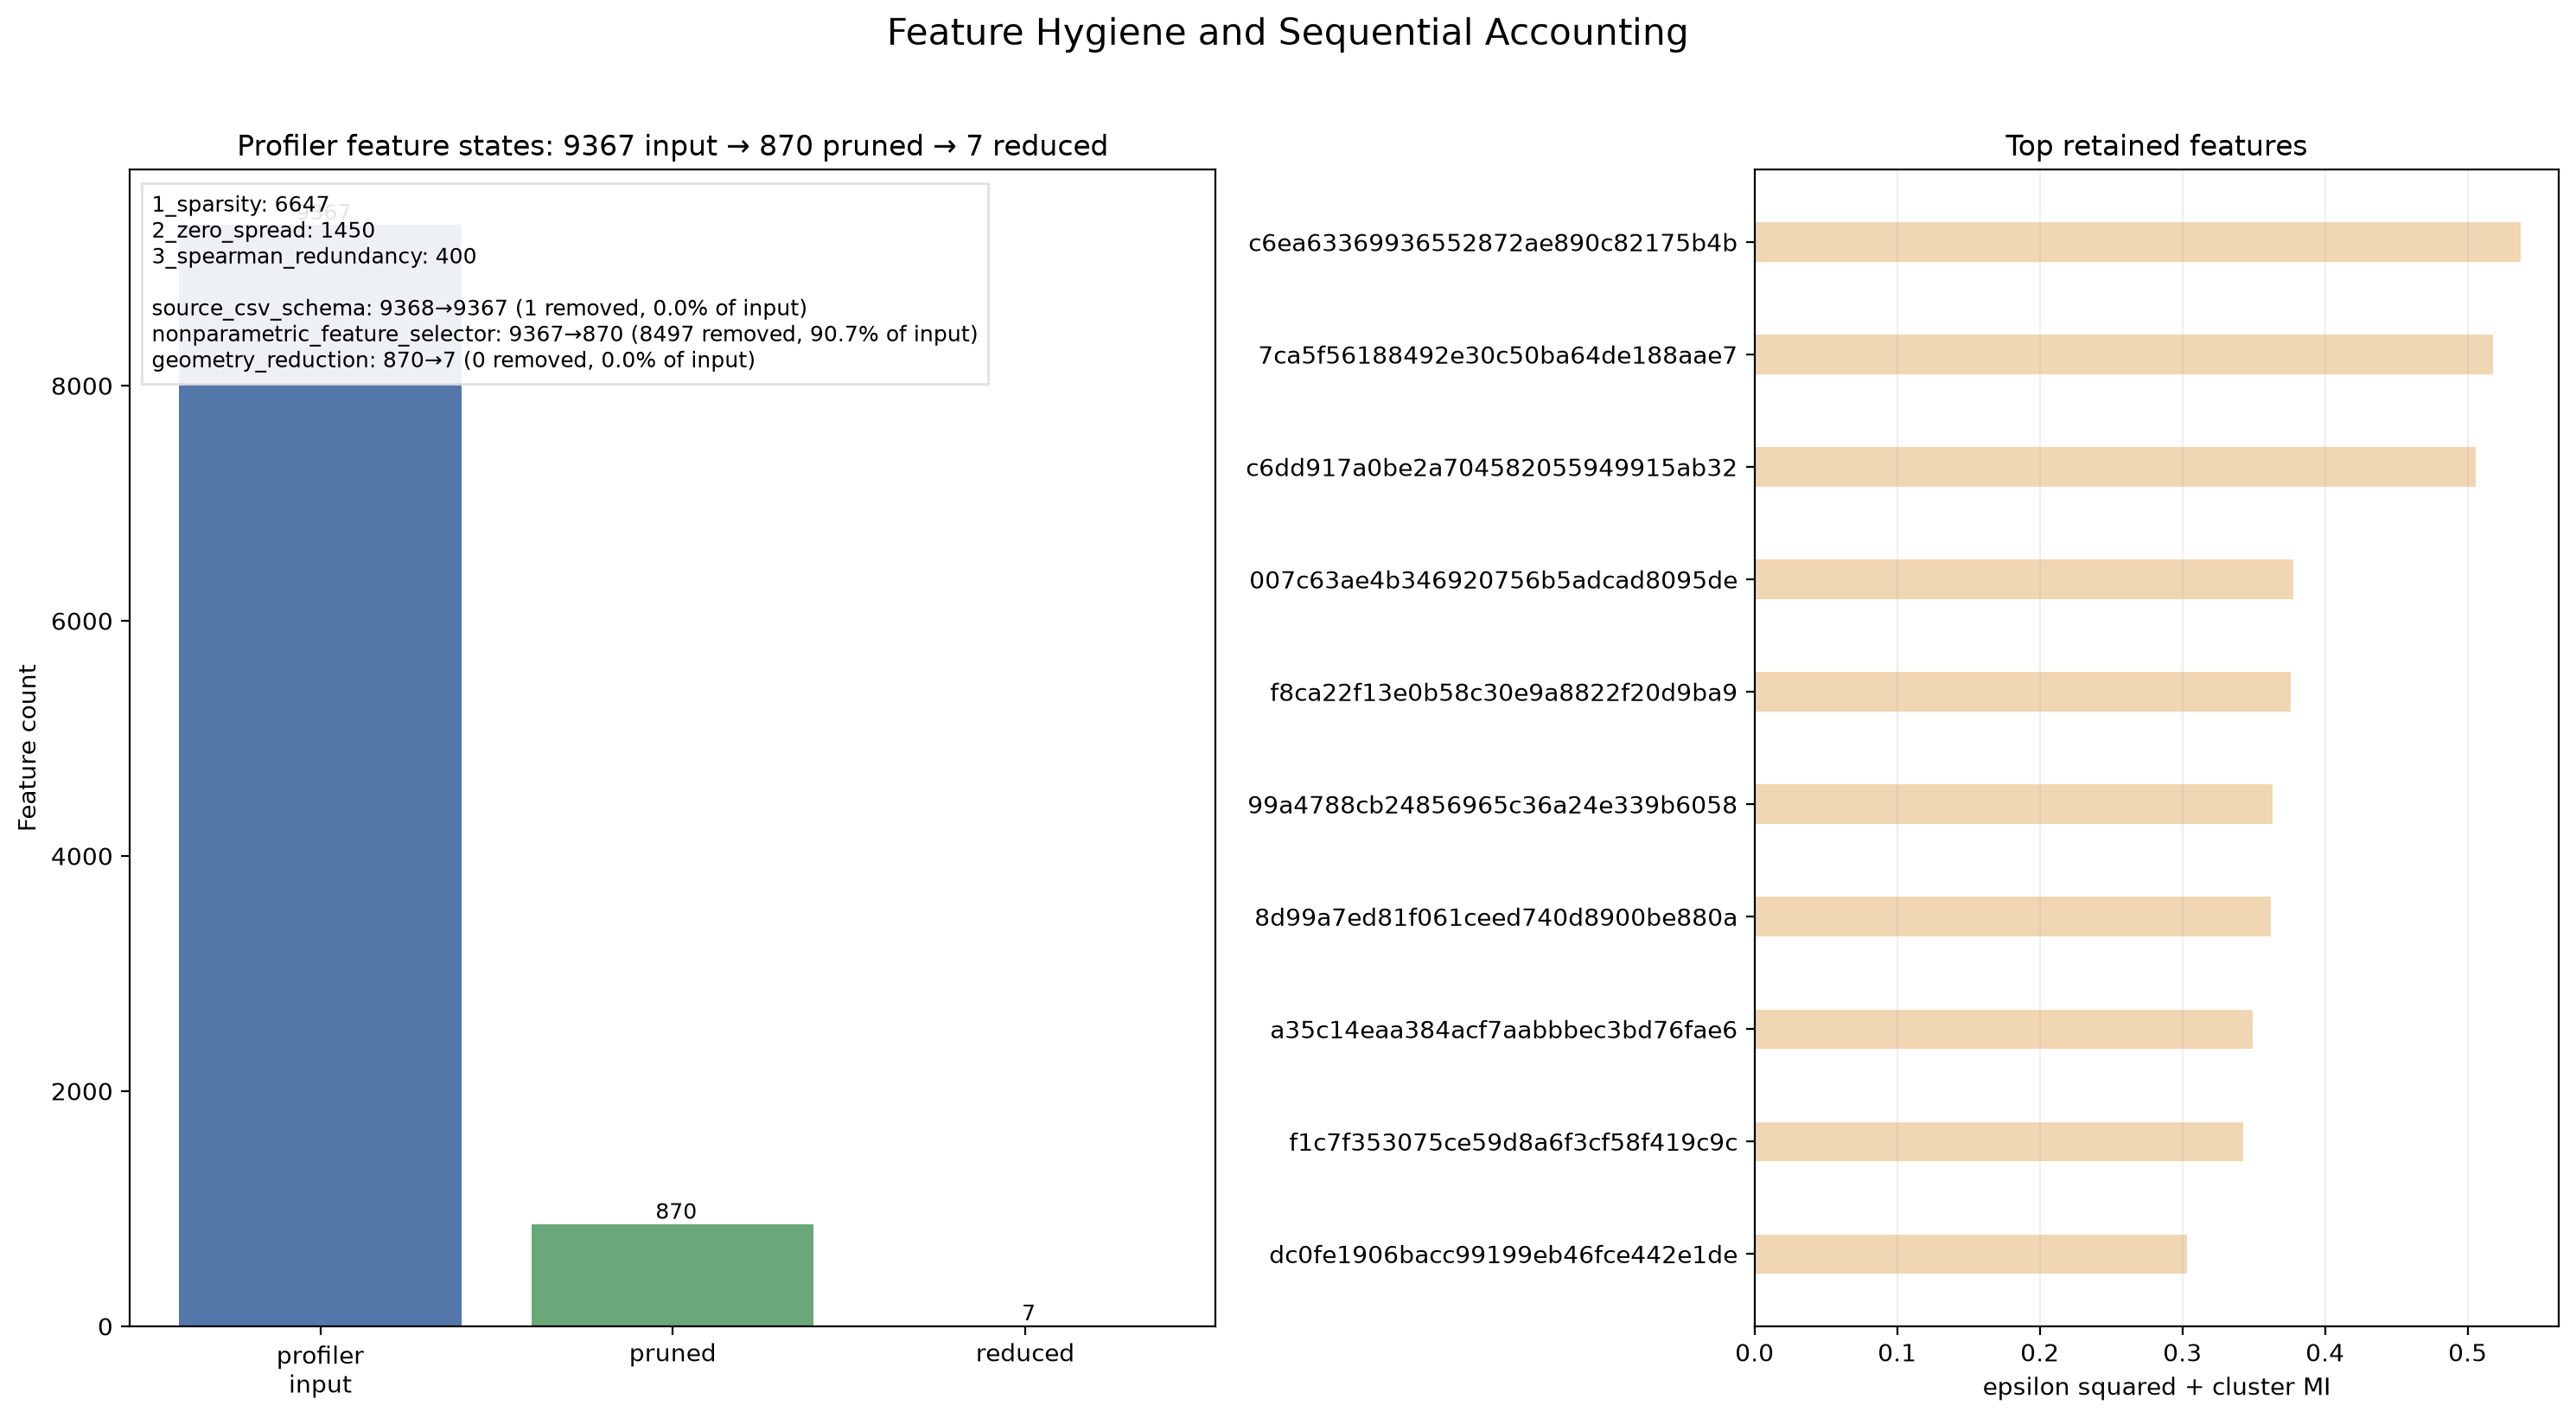 Feature Hygiene and Sequential Accounting
Profiler feature states: 9367 input → 870 pruned → 7 reduced
9367
1_sparsity: 6647
2_zero_spread: 1450
3_spearman_redundancy: 400
source_csv_schema: 9368→9367 (1 removed, 0.0% of input)
nonparametric_feature_selector: 9367→870 (8497 removed, 90.7% of input)
geometry_reduction: 870→7 (0 removed, 0.0% of input)
Feature count
8000
6000
4000
2000
0
870
7
profiler
input
pruned
reduced
Top retained features
c6ea63369936552872ae890c82175b4b
7ca5f56188492e30c50ba64de188aae7
c6dd917a0be2a704582055949915ab32
007c63ae4b346920756b5adcad8095de
f8ca22f13e0b58c30e9a8822f20d9ba9
99a4788cb24856965c36a24e339b6058
8d99a7ed81f061ceed740d8900be880a
a35c14eaa384acf7aabbbec3bd76fae6
f1c7f353075ce59d8a6f3cf58f419c9c
dc0fe1906bacc99199eb46fce442e1de
0.0 0.1 0.2 0.3 0.4 0.5
epsilon squared + cluster MI